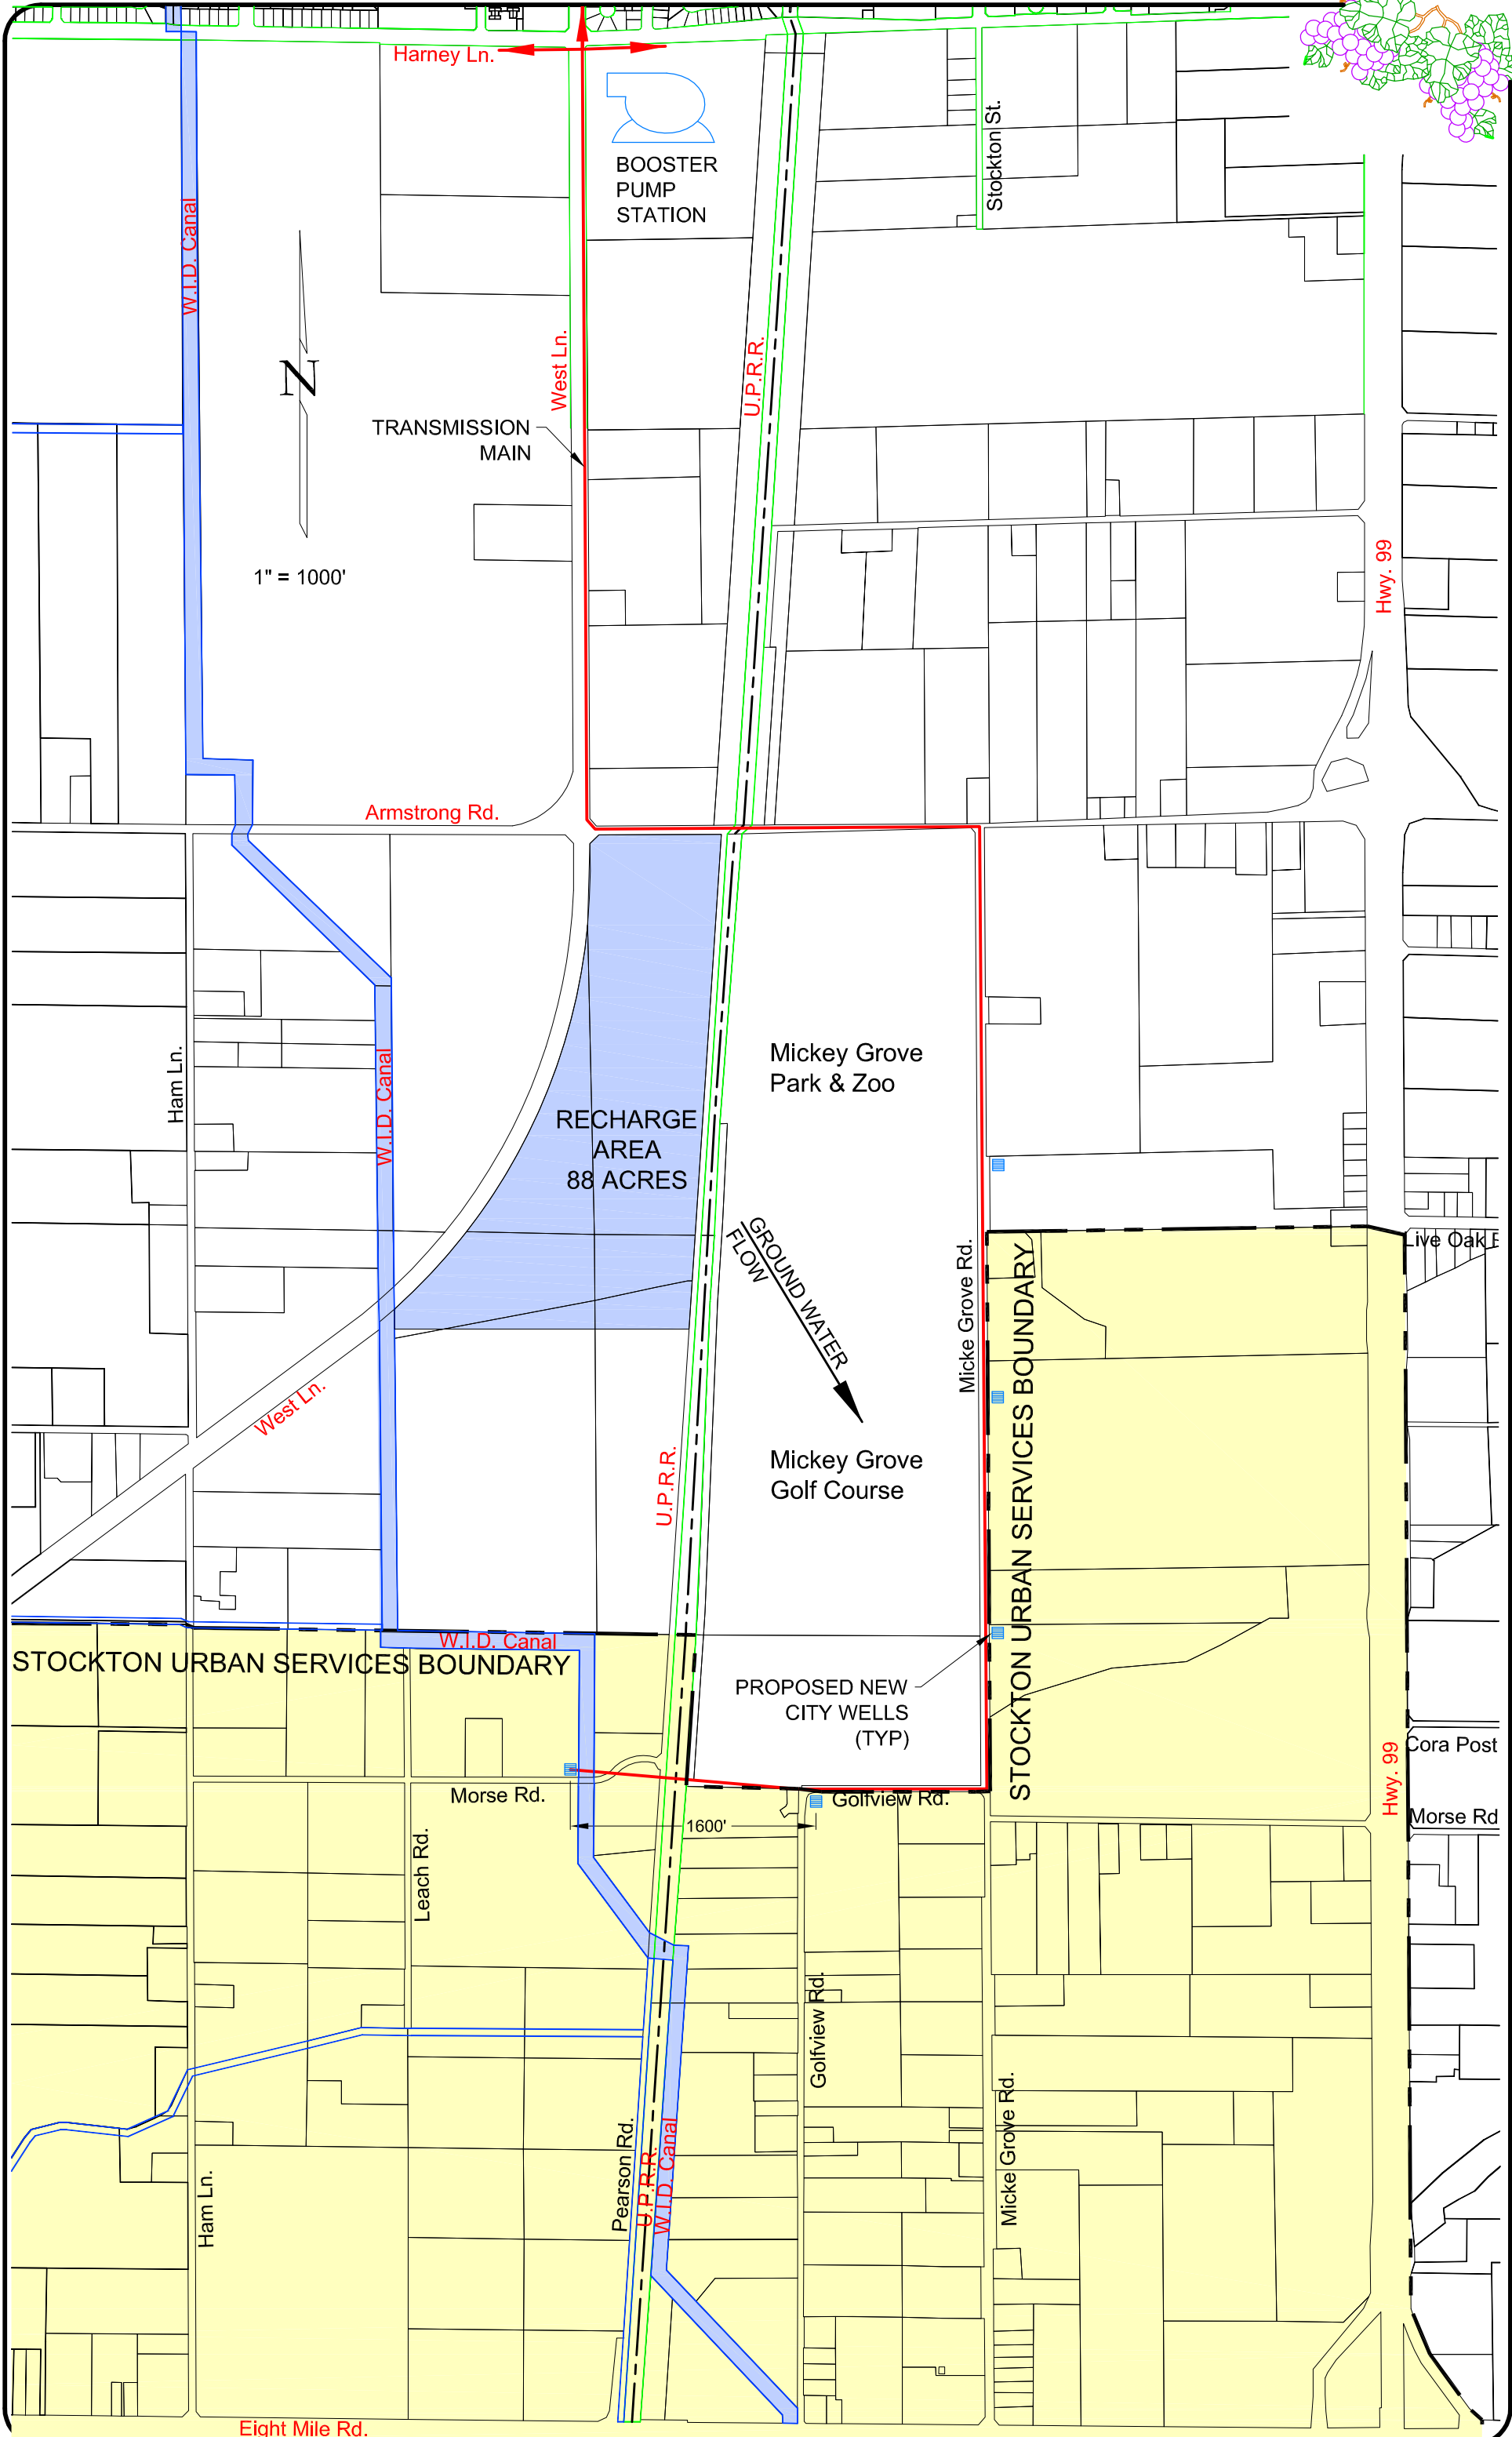 Harney Ln.
BOOSTER
PUMP
STATION
Stockton St.
W.I.D. Canal
N
West Ln.
U.P.R.R.
TRANSMISSION
MAIN
1" = 1000'
Hwy. 99
Armstrong Rd.
Ham Ln.
W.I.D. Canal
Mickey Grove
Park & Zoo
RECHARGE
AREA
88 ACRES
GROUND WATER
FLOW
Micke Grove Rd.
STOCKTON URBAN SERVICES BOUNDARY
Live Oak
West Ln.
U.P.R.R.
Mickey Grove
Golf Course
W.I.D. Canal
STOCKTON URBAN SERVICES BOUNDARY
PROPOSED NEW
CITY WELLS
(TYP)
Cora Post
Hwy. 99
Morse Rd.
Golfview Rd.
Morse Rd
1600'
Leach Rd.
Golfview Rd.
Micke Grove Rd.
Pearson Rd.
U.P.R.R.
W.I.D. Canal
Ham Ln.
Eight Mile Rd.